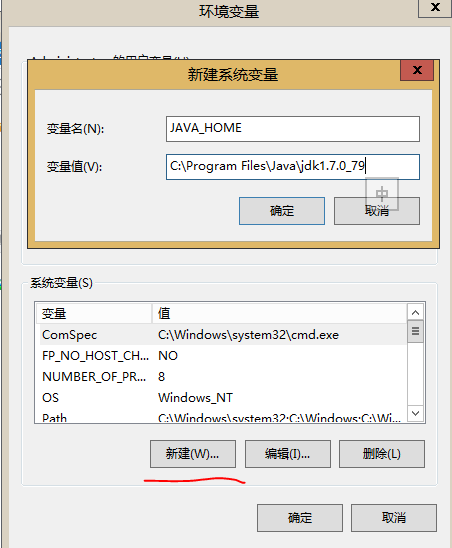 环境变量
x
新建系统变量
x
变量名(N):
JAVA_HOME
变量值(V):
C:\Program Files\Java\jdk1.7.0_79
中
确定
取消
系统变量(S)
变量 值
ComSpec C:\Windows\system32\cmd.exe
FP_NO_HOST_CH... NO
NUMBER_OF_PR... 8
OS Windows_NT
Path C:\Windows\system32;C:\Windows;C:\Wi...
新建(W)... 编辑(I)... 删除(L)
确定 取消